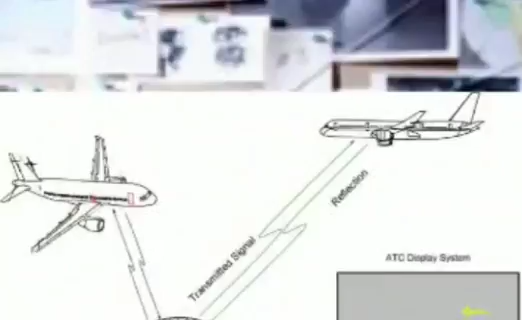 Reflection
Transmitted Signal
ATC Display System